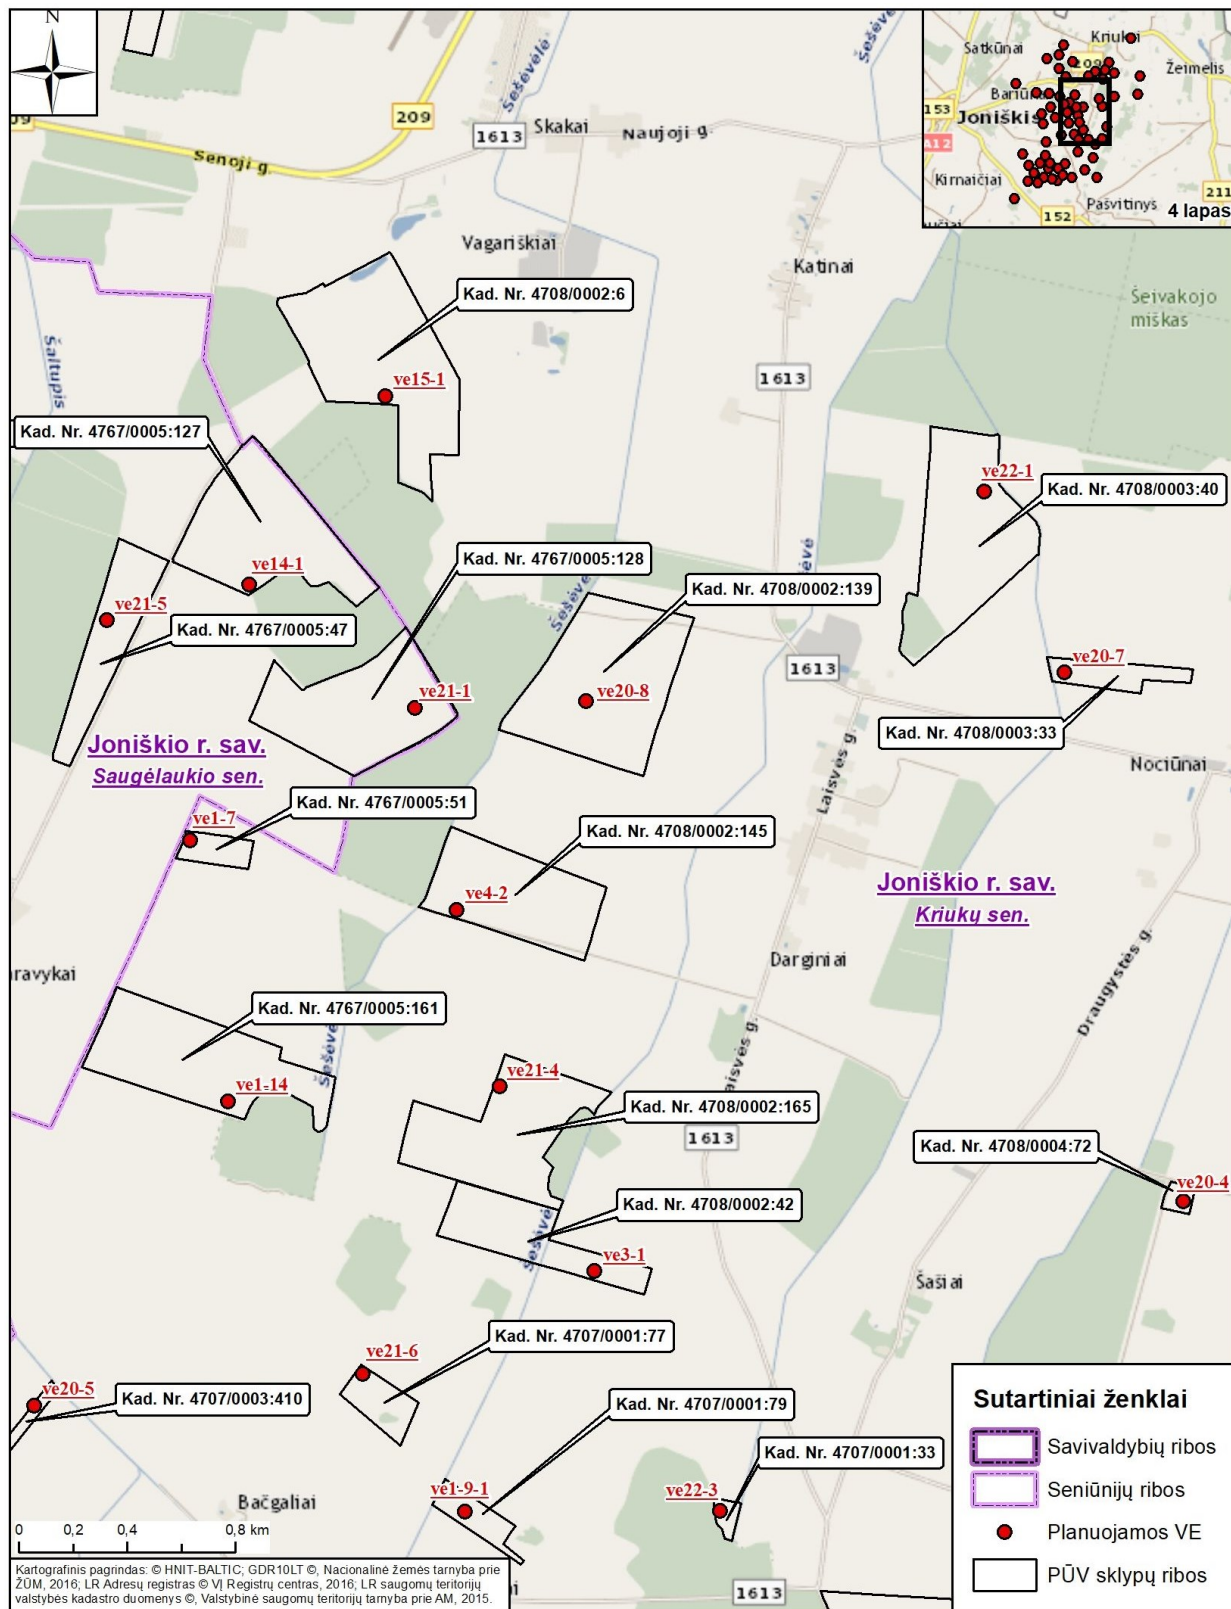 N
Satkūnai
Kriukai
209
Žeimelis
153
Joniškis
A12
Kirnaičiai
211
Pašvitinys
152
4 lapas
Šešėvėlė
209
1613
Skakai
Naujoji g.
Senoji g.
Vagariškiai
Katinai
Šeivakojo
miškas
Kad. Nr. 4708/0002:6
Šaltupis
ve15-1
1613
Kad. Nr. 4767/0005:127
ve22-1
Kad. Nr. 4708/0003:40
ve14-1
Kad. Nr. 4767/0005:128
Kad. Nr. 4708/0002:139
ve21-5
Kad. Nr. 4767/0005:47
1613
ve20-7
ve21-1
ve20-8
Kad. Nr. 4708/0003:33
Joniškio r. sav.
Saugėlaukio sen.
Laisvės g.
Nociūnai
Kad. Nr. 4767/0005:51
ve1-7
Kad. Nr. 4708/0002:145
ve4-2
Joniškio r. sav.
Kriukų sen.
Darginiai
Draugystės g.
Kad. Nr. 4767/0005:161
ve1-14
ve21-4
Kad. Nr. 4708/0002:165
1613
Kad. Nr. 4708/0004:72
ve20-4
Kad. Nr. 4708/0002:42
Šešėvė
ve3-1
Šašiai
Kad. Nr. 4707/0001:77
ve21-6
ve20-5
Kad. Nr. 4707/0003:410
Kad. Nr. 4707/0001:79
Kad. Nr. 4707/0001:33
ve1-9-1
ve22-3
Bačgaliai
0 0,2 0,4 0,8 km
1613
Sutartiniai ženklai
Savivaldybių ribos
Seniūnijų ribos
Planuojamos VE
PŪV sklypų ribos
Kartografinis pagrindas: © HNIT-BALTIC; GDR10LT ©, Nacionalinė žemės tarnyba prie
ŽŪM, 2016; LR Adresų registras © VĮ Registrų centras, 2016; LR saugomų teritorijų
valstybės kadastro duomenys ©, Valstybinė saugomų teritorijų tarnyba prie AM, 2015.